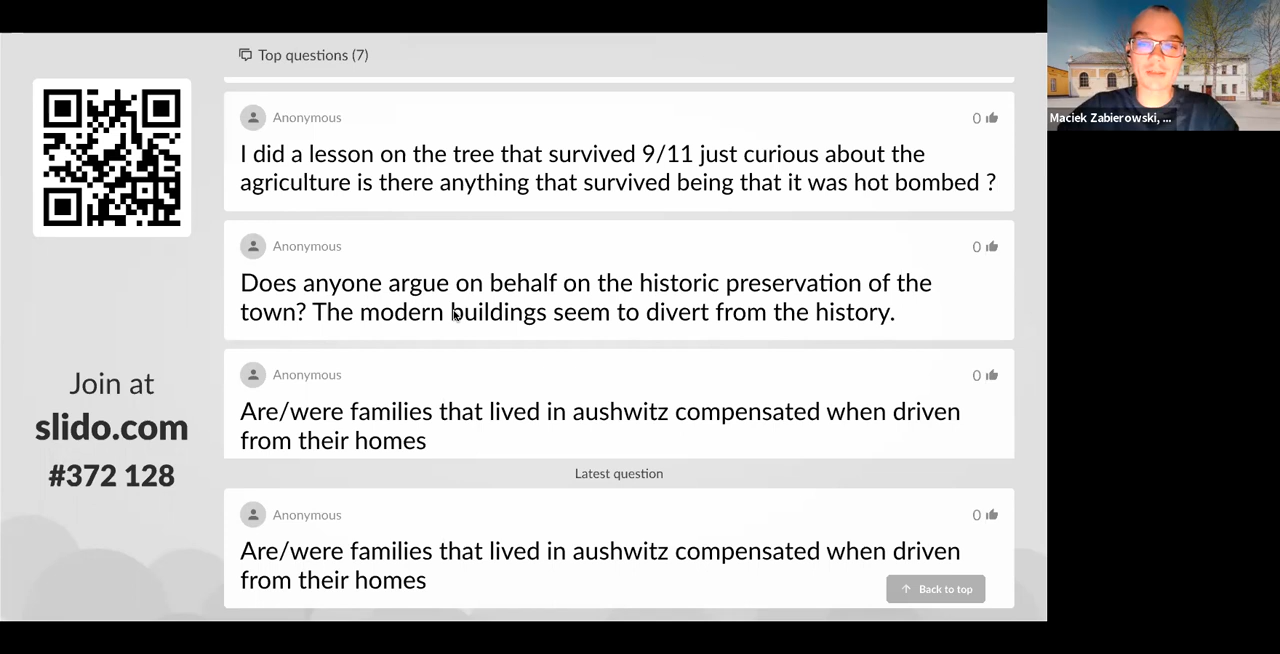 Top questions (7)
Anonymous
0
I did a lesson on the tree that survived 9/11 just curious about the
agriculture is there anything that survived being that it was hot bombed ?
Anonymous
0
Does anyone argue on behalf on the historic preservation of the
town? The modern buildings seem to divert from the history.
Anonymous
0
Are/were families that lived in aushwitz compensated when driven
from their homes
Latest question
Anonymous
0
Are/were families that lived in aushwitz compensated when driven
from their homes
Back to top
Join at
slido.com
#372 128
Maciek Zabierowski, ...